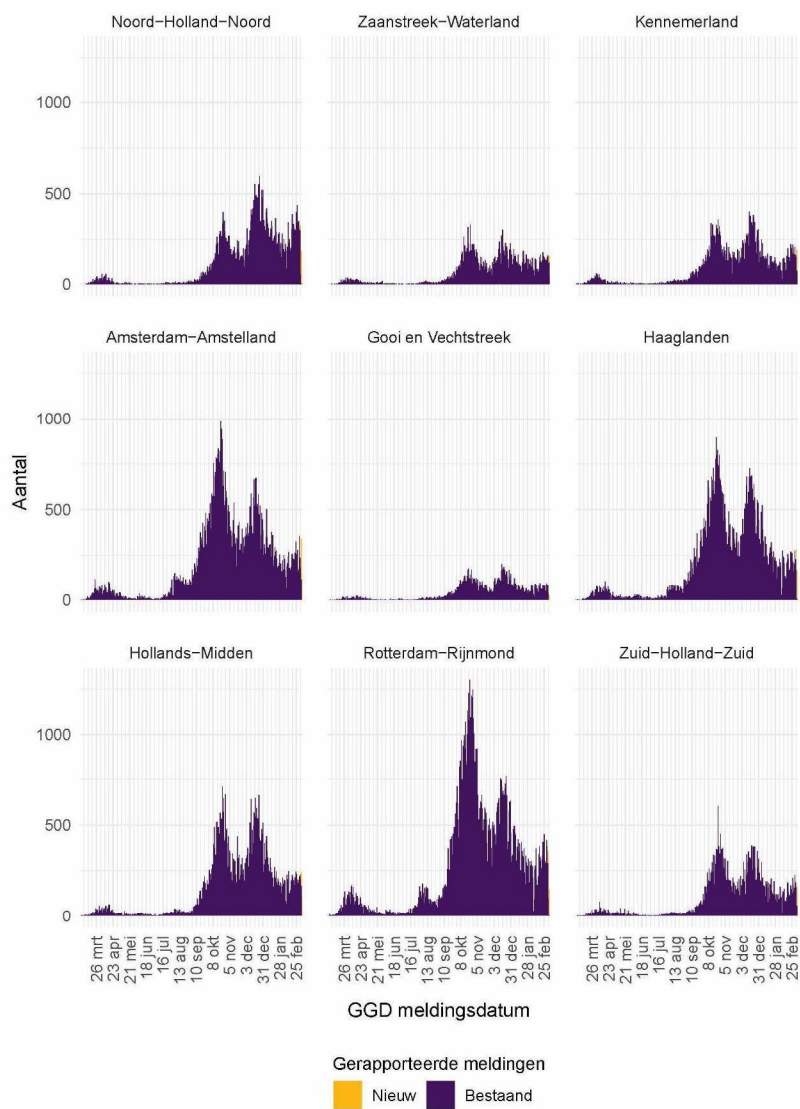 Noord−Holland−Noord
Zaanstreek−Waterland
Kennemerland
1000
500
0
Amsterdam−Amstelland
Gooi en Vechtstreek
Haaglanden
1000
500
0
Aantal
Hollands−Midden
Rotterdam−Rijnmond
Zuid−Holland−Zuid
1000
500
0
26 mrt
23 apr
21 mei
18 jun
16 jul
13 aug
10 sep
8 okt
5 nov
3 dec
31 dec
28 jan
25 feb
26 mrt
23 apr
21 mei
18 jun
16 jul
13 aug
10 sep
8 okt
5 nov
3 dec
31 dec
28 jan
25 feb
26 mrt
23 apr
21 mei
18 jun
16 jul
13 aug
10 sep
8 okt
5 nov
3 dec
31 dec
28 jan
25 feb
GGD meldingsdatum
Gerapporteerde meldingen
Nieuw
Bestaand